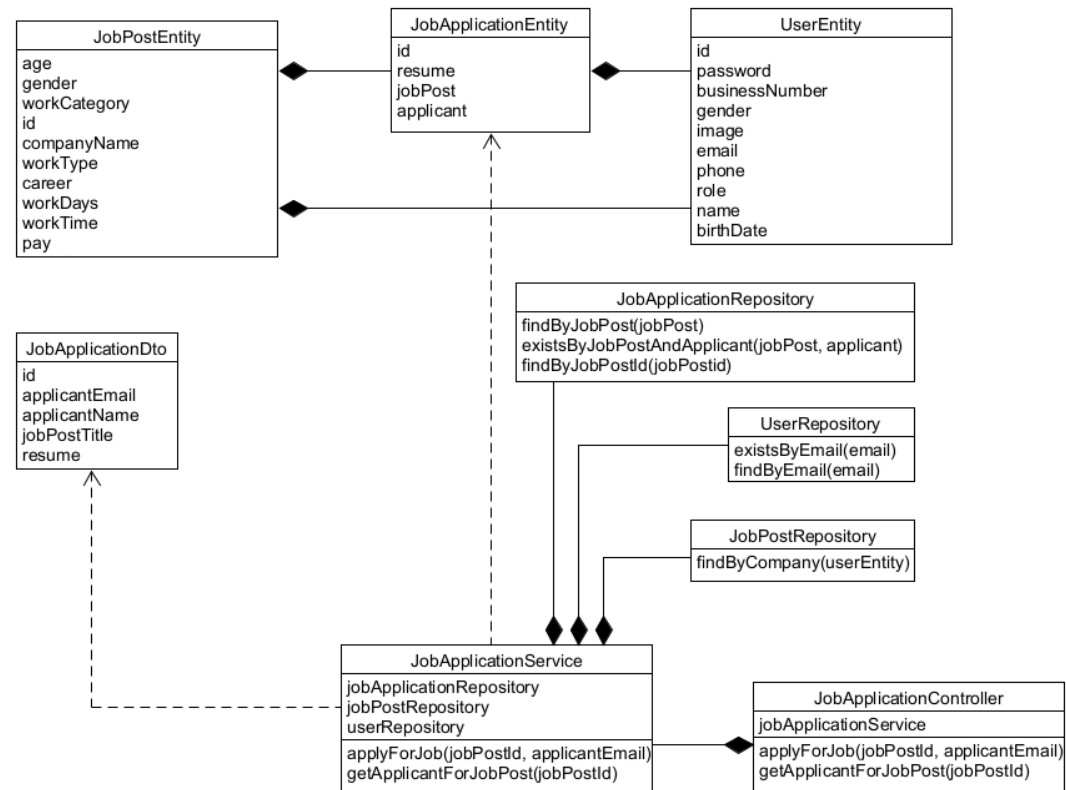 JobPostEntity
age
gender
workCategory
id
companyName
workType
career
workDays
workTime
pay
JobApplicationEntity
id
resume
jobPost
applicant
UserEntity
id
password
businessNumber
gender
image
email
phone
role
name
birthDate
JobApplicationRepository
findByJobPost(jobPost)
existsByJobPostAndApplicant(jobPost, applicant)
findByJobPostId(jobPostid)
JobApplicationDto
id
applicantEmail
applicantName
jobPostTitle
resume
UserRepository
existsByEmail(email)
findByEmail(email)
JobPostRepository
findByCompany(userEntity)
JobApplicationService
jobApplicationRepository
jobPostRepository
userRepository
applyForJob(jobPostId, applicantEmail)
getApplicantForJobPost(jobPostId)
JobApplicationController
jobApplicationService
applyForJob(jobPostId, applicantEmail)
getApplicantForJobPost(jobPostId)